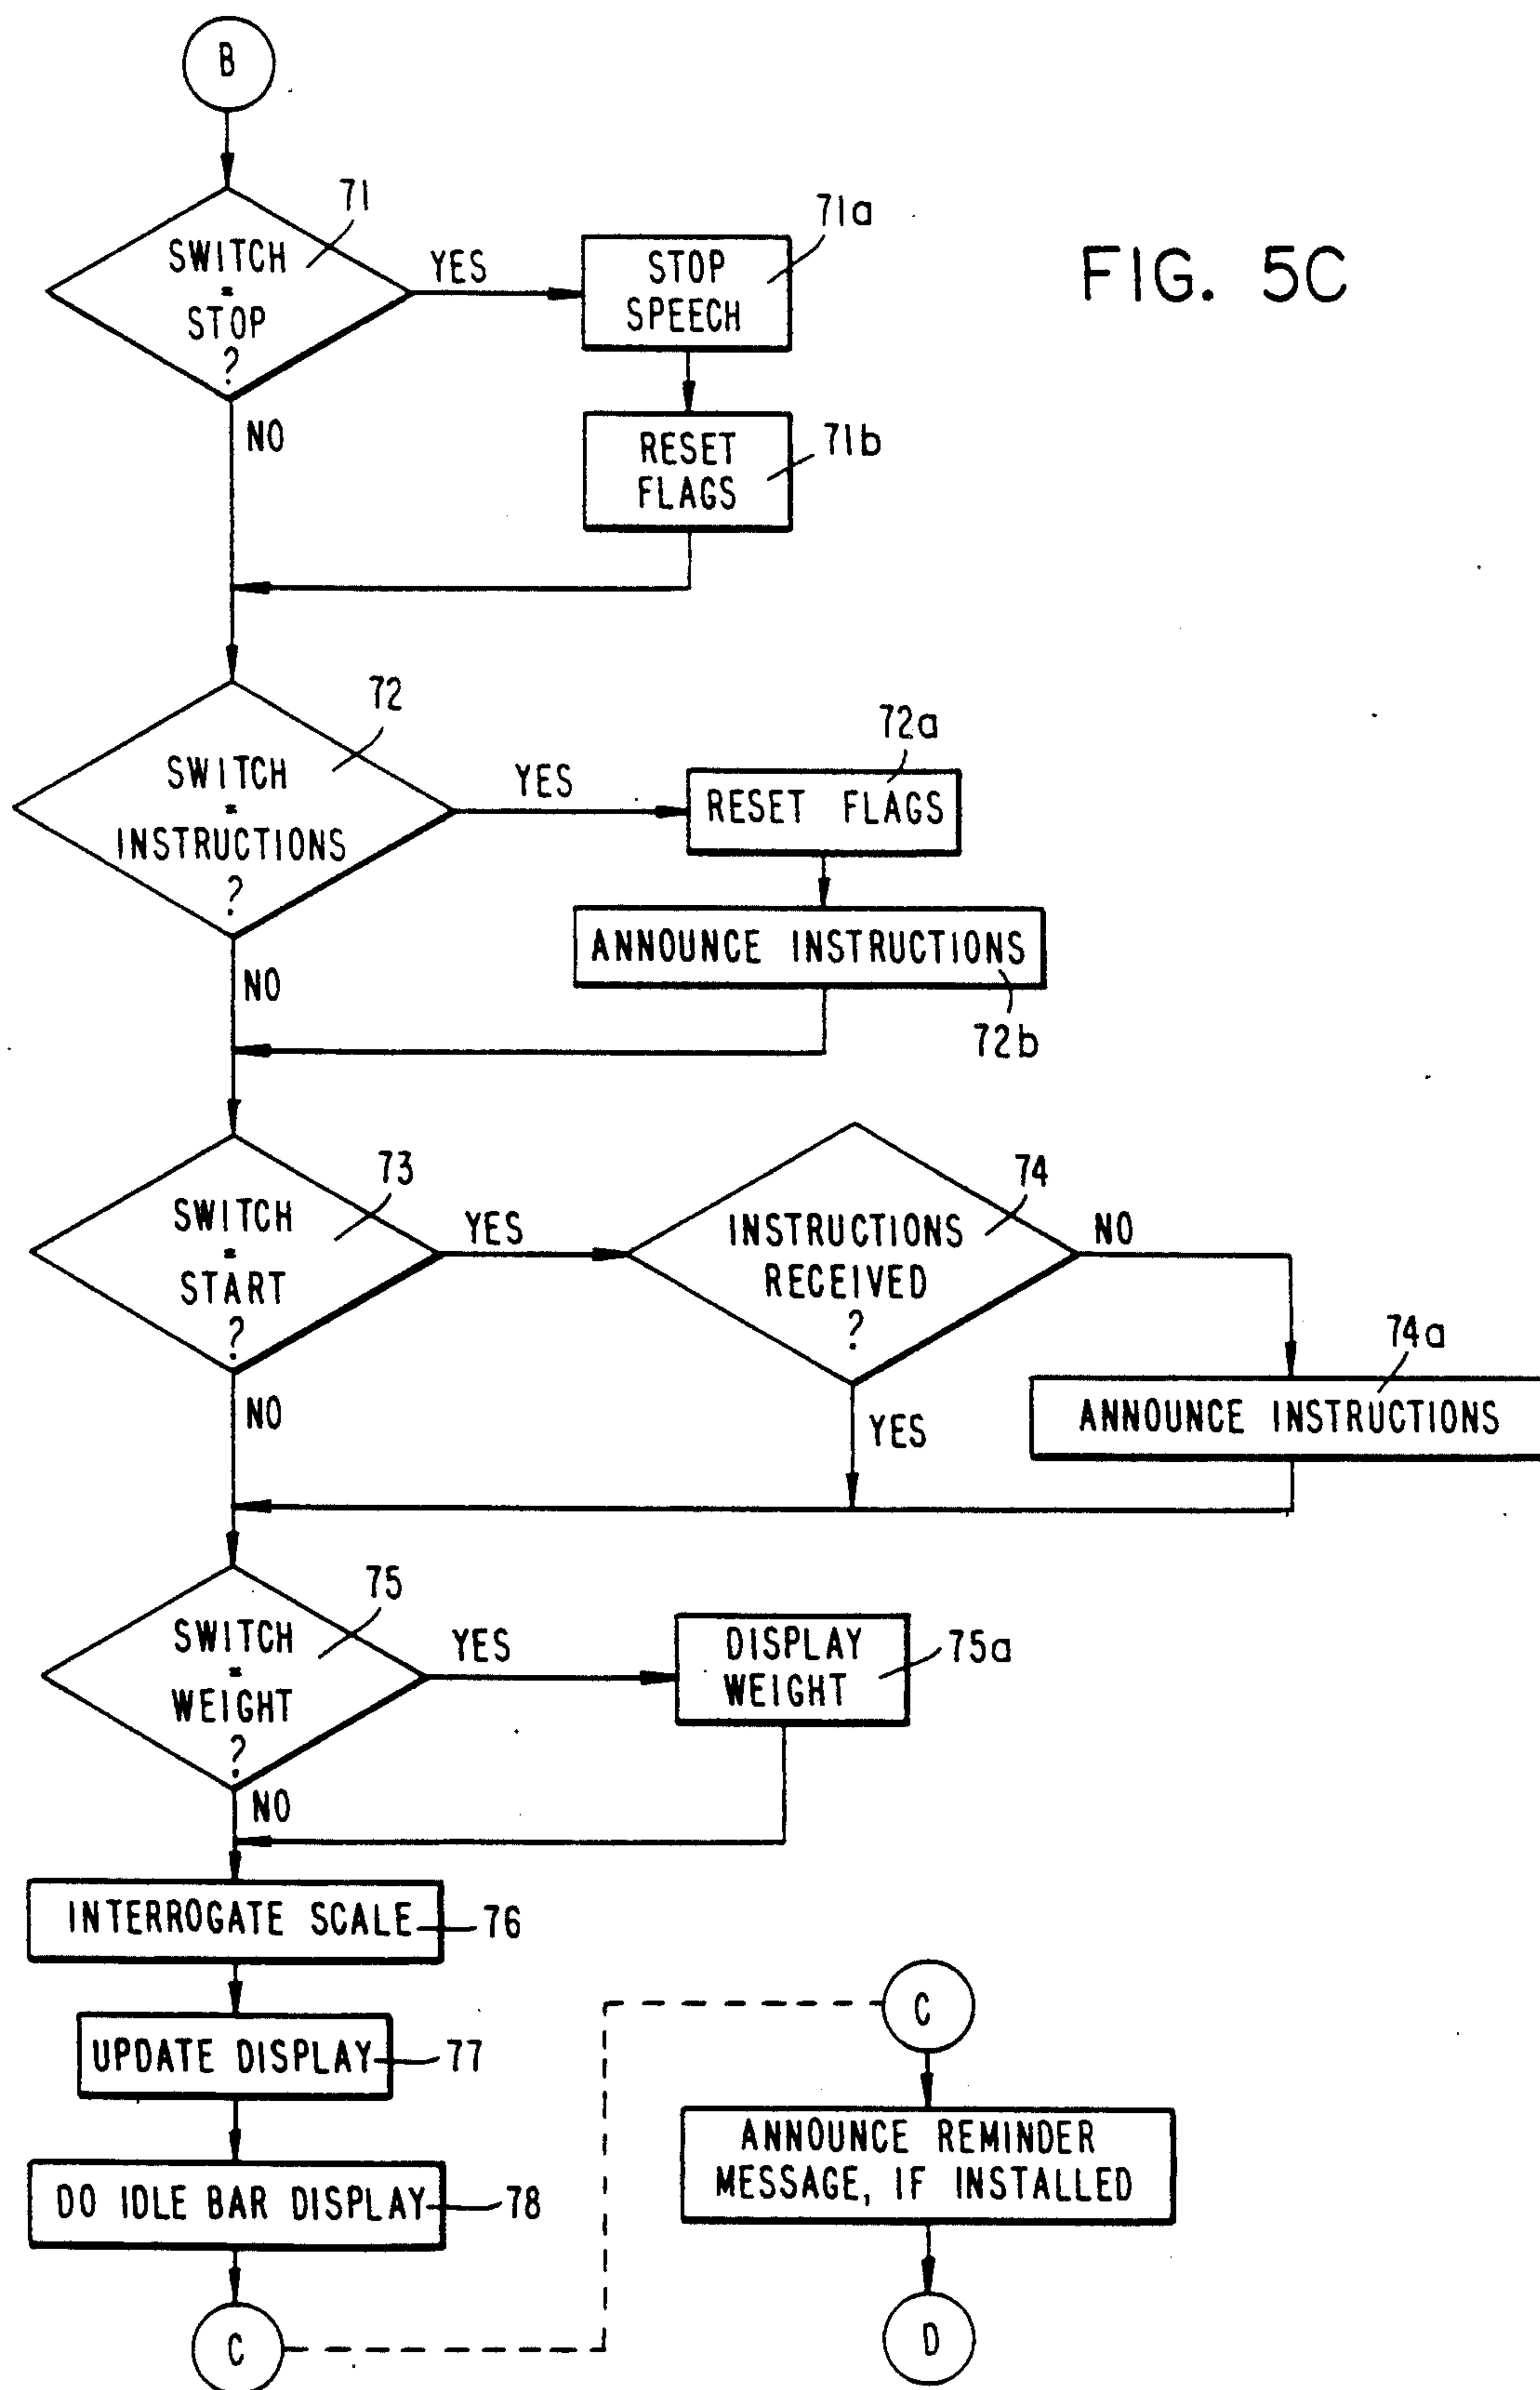 B
71
SWITCH
=
STOP
?
YES
71a
STOP
SPEECH
FIG. 5C
71b
RESET
FLAGS
NO
72
SWITCH
=
INSTRUCTIONS
?
YES
72a
RESET FLAGS
ANNOUNCE INSTRUCTIONS
72b
NO
73
SWITCH
=
START
?
YES
74
INSTRUCTIONS
RECEIVED
?
NO
74a
ANNOUNCE INSTRUCTIONS
YES
NO
75
SWITCH
=
WEIGHT
?
YES
DISPLAY
WEIGHT
75a
NO
INTERROGATE SCALE
76
UPDATE DISPLAY
77
DO IDLE BAR DISPLAY
78
C
C
ANNOUNCE REMINDER
MESSAGE, IF INSTALLED
D